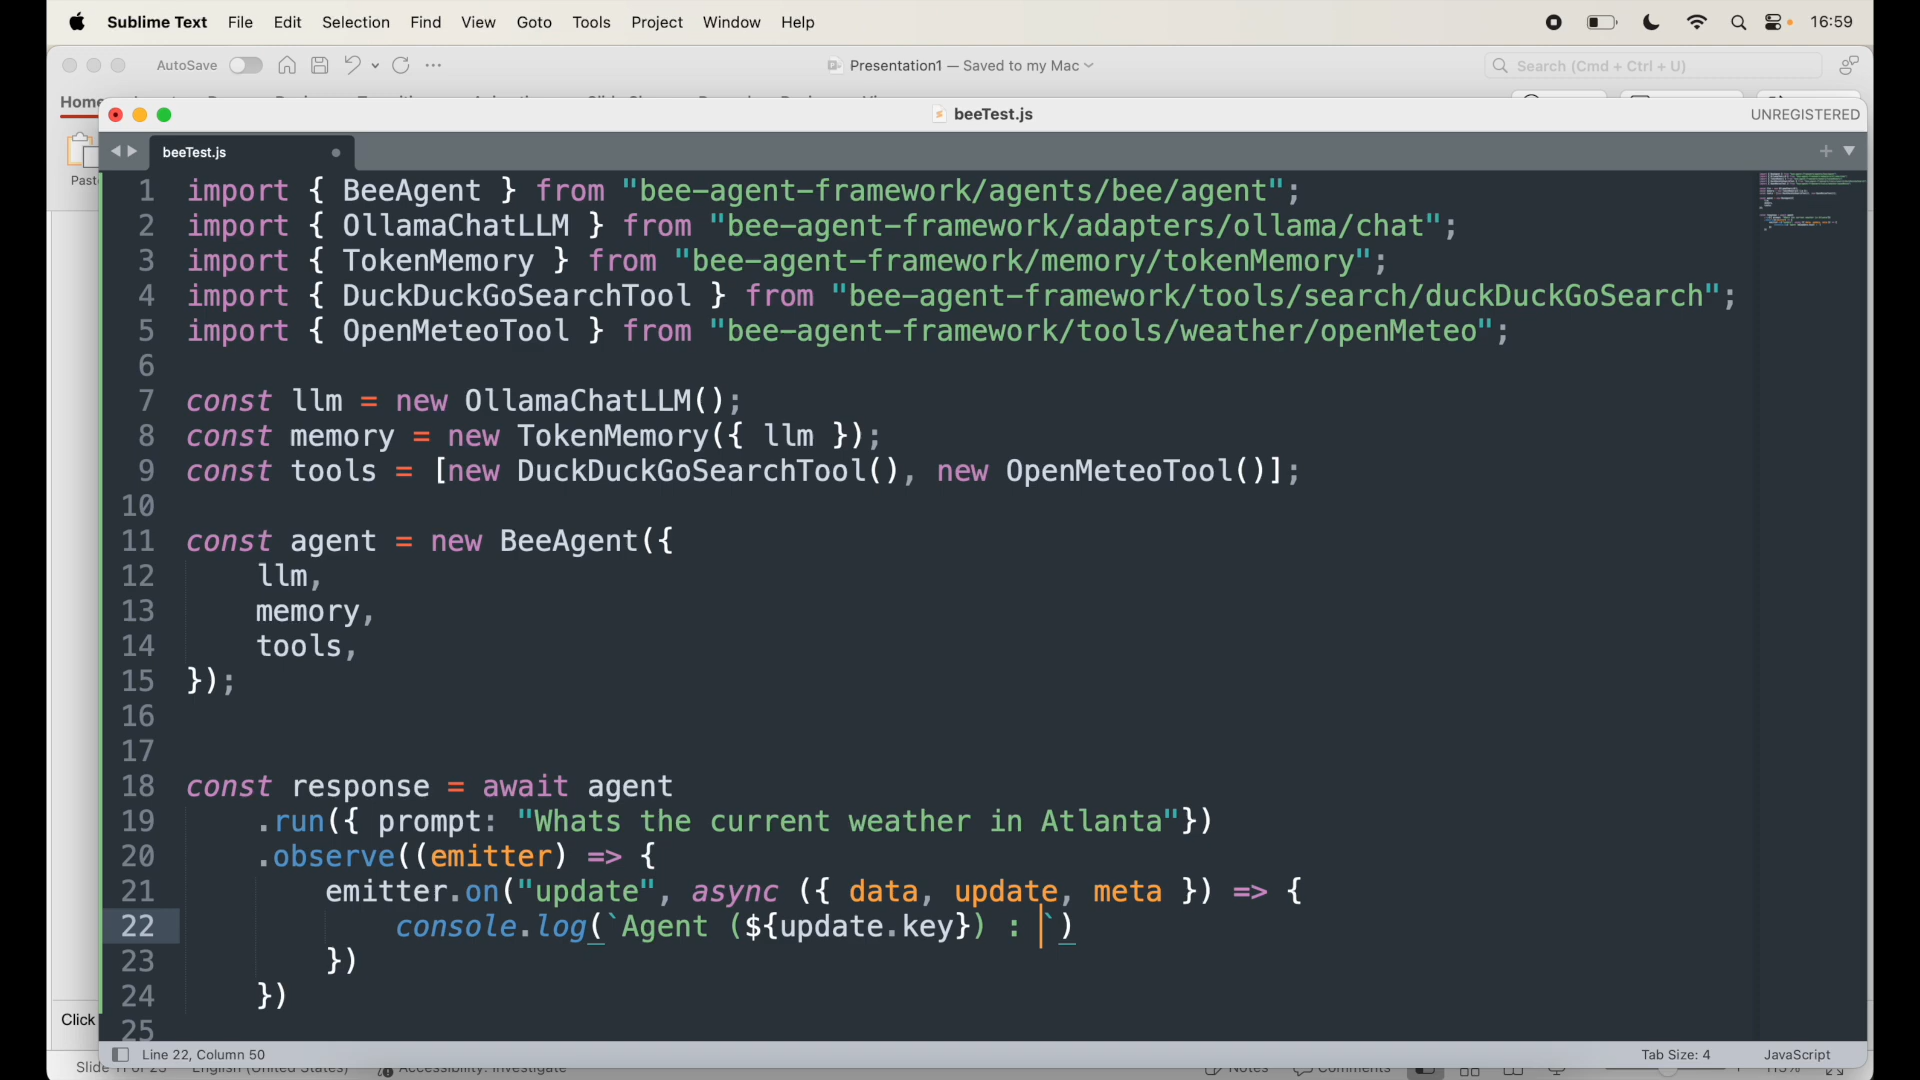 Sublime Text File Edit Selection Find View Goto Tools Project Window Help 16:59
AutoSave Presentation1 — Saved to my Mac Search (Cmd + Ctrl + U)
Home
beeTest.js UNREGISTERED
beeTest.js
1 import { BeeAgent } from "bee-agent-framework/agents/bee/agent";
2 import { OllamaChatLLM } from "bee-agent-framework/adapters/ollama/chat";
3 import { TokenMemory } from "bee-agent-framework/memory/tokenMemory";
4 import { DuckDuckGoSearchTool } from "bee-agent-framework/tools/search/duckDuckGoSearch";
5 import { OpenMeteoTool } from "bee-agent-framework/tools/weather/openMeteo";
6
7 const llm = new OllamaChatLLM();
8 const memory = new TokenMemory({ llm });
9 const tools = [new DuckDuckGoSearchTool(), new OpenMeteoTool()];
10
11 const agent = new BeeAgent({
12 llm,
13 memory,
14 tools,
15 });
16
17
18 const response = await agent
19 .run({ prompt: "Whats the current weather in Atlanta"})
20 .observe((emitter) => {
21 emitter.on("update", async ({ data, update, meta }) => {
22 console.log(`Agent (${update.key}) : `)
23 })
24 })
25
Click
Line 22, Column 50 Tab Size: 4 JavaScript